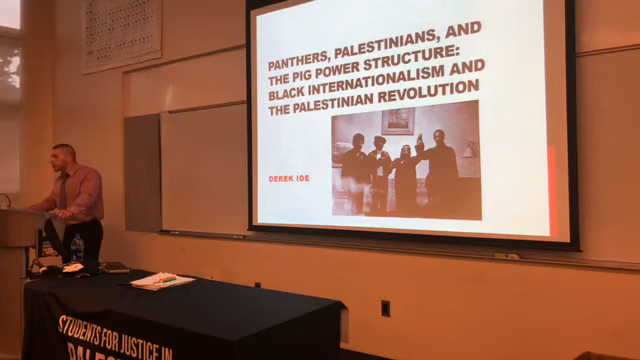 PANTHERS, PALESTINIANS, AND
THE PIG POWER STRUCTURE:
BLACK INTERNATIONALISM AND
THE PALESTINIAN REVOLUTION
DEREK IDE
STUDENTS FOR JUSTICE IN